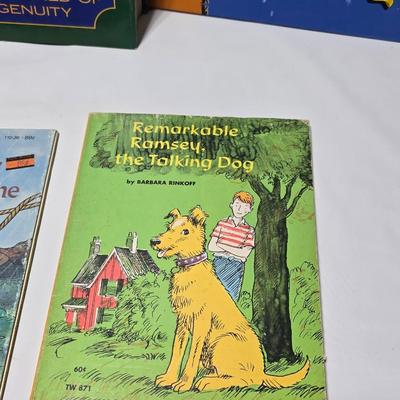 GENUITY
Remarkable
Ramsey,
the Talking Dog
by BARBARA RINKOFF
60¢
TW 871